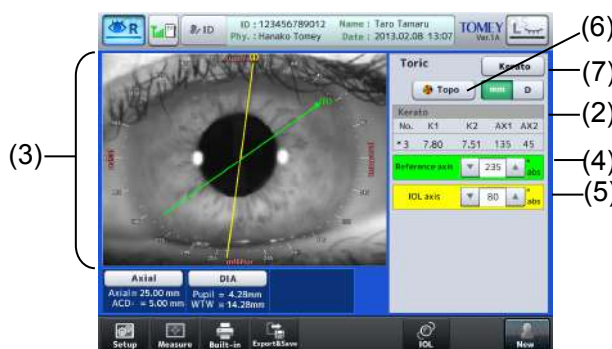 R
ID
ID : 123456789012 Name : Taro Tamaru
Phy. : Hanako Tomey Date : 2013.02.08 13:07
TOMEY
Ver.1A
L
(6)
Toric
Kerato
(7)
Topo
mm
D
(3)
Kerato
(2)
No. K1 K2 AX1 AX2
*3 7.80 7.51 135 45
Reference axis ▼ 235 ▲ ° abs
(4)
IOL axis ▼ 80 ▲ ° abs
(5)
Axial
DIA
Axial= 25.00 mm
Pupil = 4.28mm
ACD = 5.00 mm
WTW = 14.28mm
Setup
Measure
Built-in
Export&Save
IOL
New